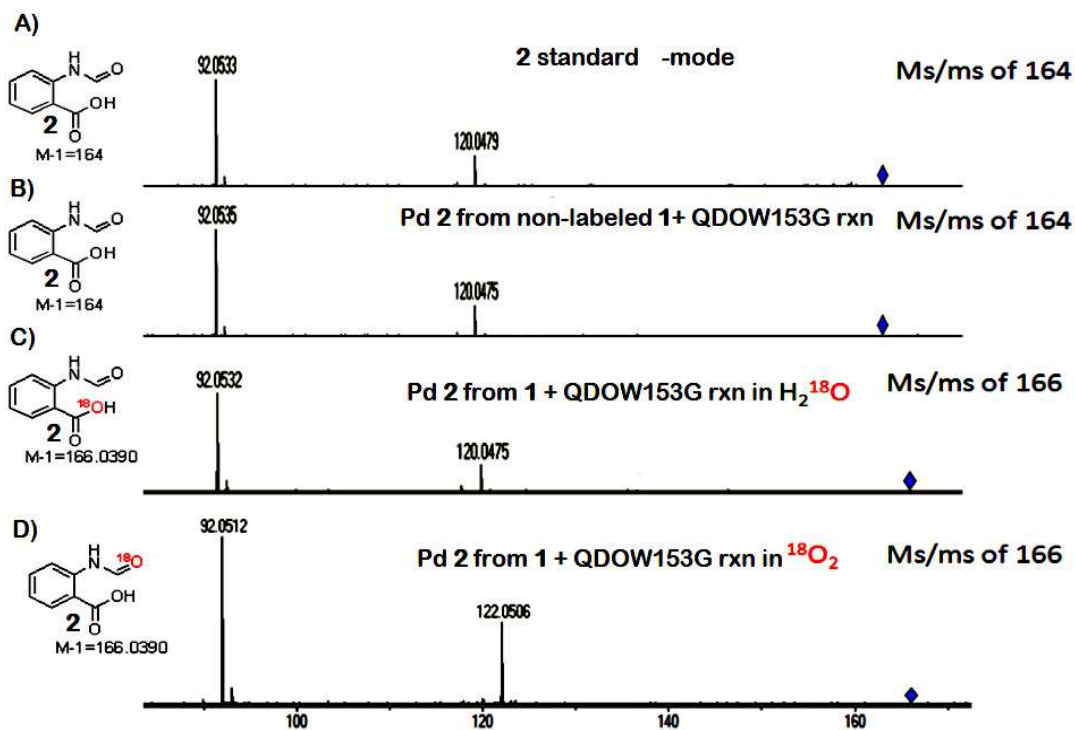 A)
H
N
O
OH
O
2
M-1=164
92.0533
120.0479
2 standard -mode
Ms/ms of 164
B)
H
N
O
OH
O
2
M-1=164
92.0535
120.0475
Pd 2 from non-labeled 1+ QDOW153G rxn
Ms/ms of 164
C)
H
N
O
18OH
O
2
M-1=166.0390
92.0532
120.0475
Pd 2 from 1 + QDOW153G rxn in H218O
Ms/ms of 166
D)
H
N
18O
OH
O
2
M-1=166.0390
92.0512
122.0506
Pd 2 from 1 + QDOW153G rxn in 18O2
Ms/ms of 166
100 120 140 160